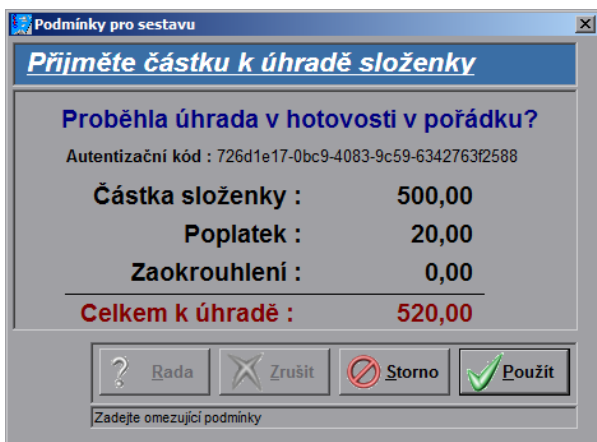 Podmínky pro sestavu
Přijměte částku k úhradě složenky
Proběhla úhrada v hotovosti v pořádku?
Autentizační kód : 726d1e17-0bc9-4083-9c59-6342763f2588
Částka složenky : 500,00
Poplatek : 20,00
Zaokrouhlení : 0,00
Celkem k úhradě : 520,00
Rada Zrušit Storno Použít
Zadejte omezující podmínky